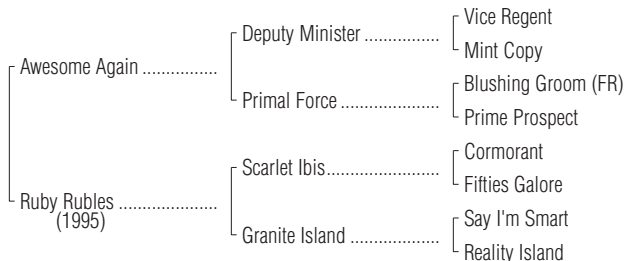 Vice Regent
Deputy Minister ................
Mint Copy
Awesome Again ................
Blushing Groom (FR)
Primal Force .....................
Prime Prospect
Cormorant
Scarlet Ibis........................
Fifties Galore
Ruby Rubles .....................
(1995)
Say I'm Smart
Granite Island ...................
Reality Island